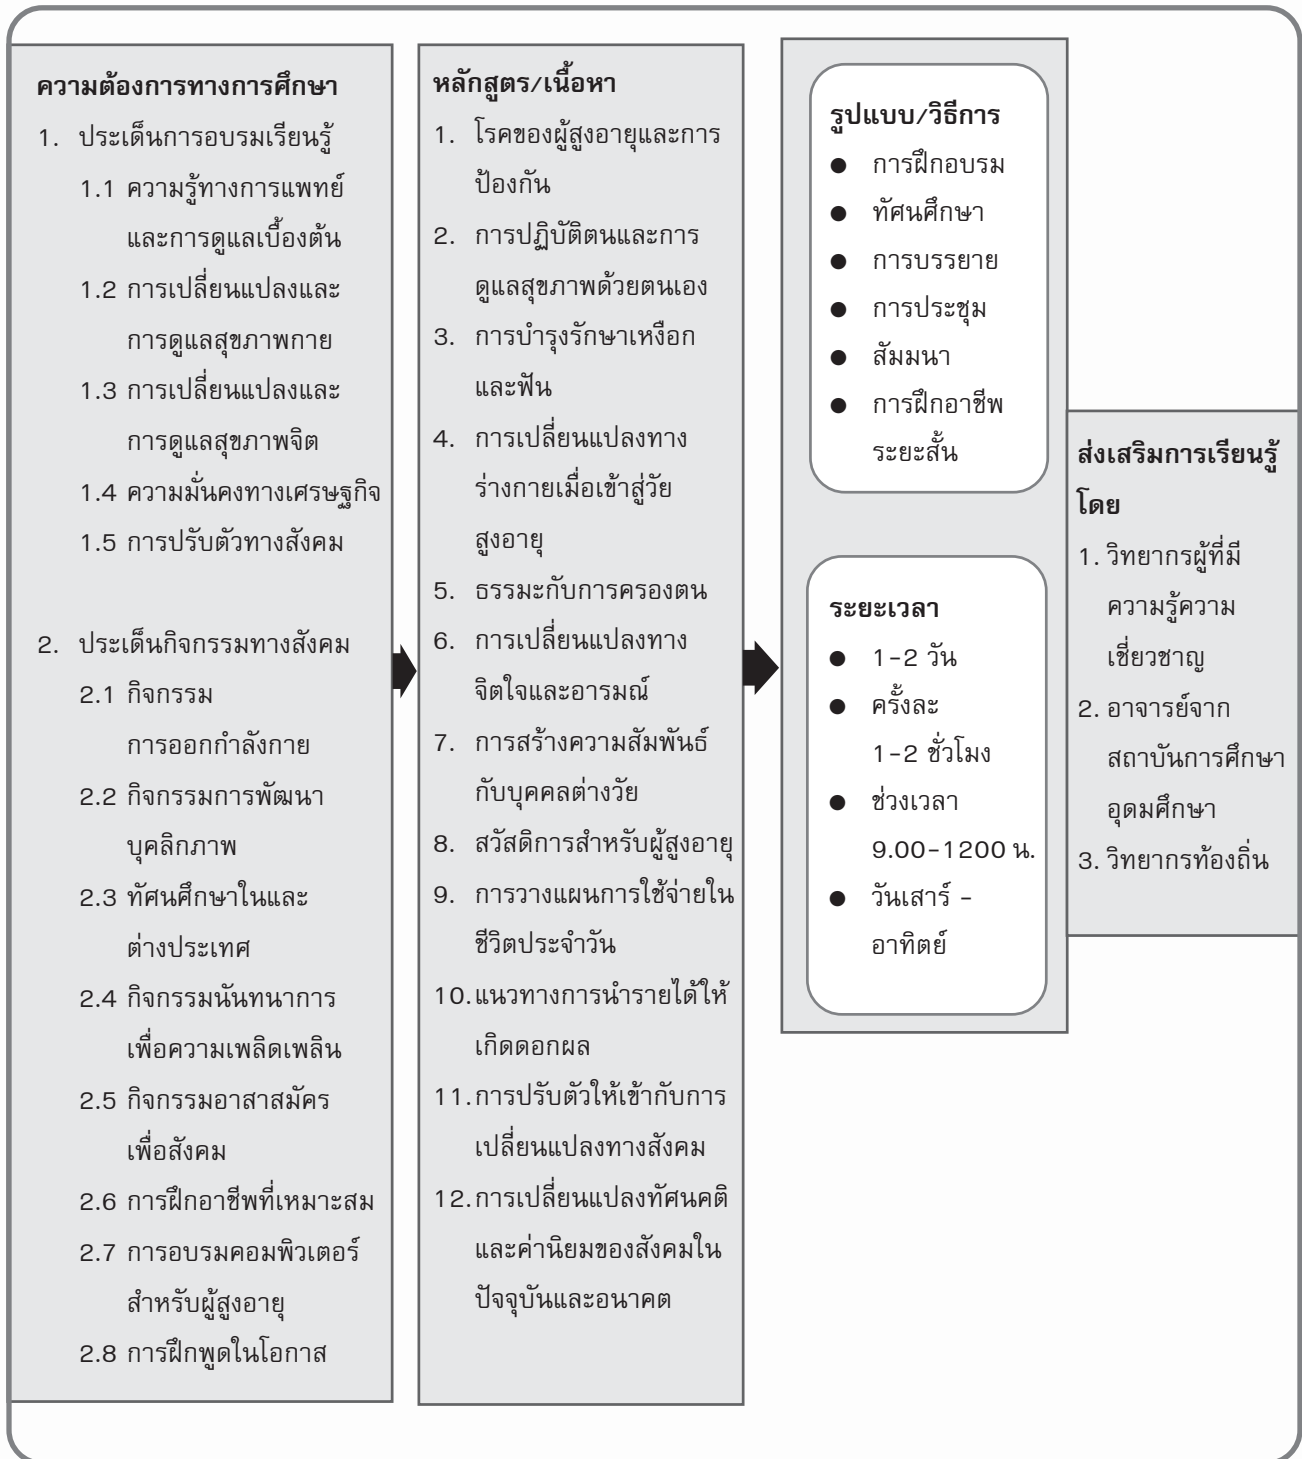 ความต้องการทางการศึกษา
1. ประเด็นการอบรมเรียนรู้
1.1 ความรู้ทางการแพทย์
และการดูแลเบื้องต้น
1.2 การเปลี่ยนแปลงและ
การดูแลสุขภาพกาย
1.3 การเปลี่ยนแปลงและ
การดูแลสุขภาพจิต
1.4 ความมั่นคงทางเศรษฐกิจ
1.5 การปรับตัวทางสังคม
2. ประเด็นกิจกรรมทางสังคม
2.1 กิจกรรม
การออกกำลังกาย
2.2 กิจกรรมการพัฒนา
บุคลิกภาพ
2.3 ทัศนศึกษาในและ
ต่างประเทศ
2.4 กิจกรรมนันทนาการ
เพื่อความเพลิดเพลิน
2.5 กิจกรรมอาสาสมัคร
เพื่อสังคม
2.6 การฝึกอาชีพที่เหมาะสม
2.7 การอบรมคอมพิวเตอร์
สำหรับผู้สูงอายุ
2.8 การฝึกพูดในโอกาส
หลักสูตร/เนื้อหา
1. โรคของผู้สูงอายุและการ
ป้องกัน
2. การปฏิบัติตนและการ
ดูแลสุขภาพด้วยตนเอง
3. การบำรุงรักษาเหงือก
และฟัน
4. การเปลี่ยนแปลงทาง
ร่างกายเมื่อเข้าสู่วัย
สูงอายุ
5. ธรรมะกับการครองตน
6. การเปลี่ยนแปลงทาง
จิตใจและอารมณ์
7. การสร้างความสัมพันธ์
กับบุคคลต่างวัย
8. สวัสดิการสำหรับผู้สูงอายุ
9. การวางแผนการใช้จ่ายใน
ชีวิตประจำวัน
10. แนวทางการนำรายได้ให้
เกิดดอกผล
11. การปรับตัวให้เข้ากับการ
เปลี่ยนแปลงทางสังคม
12. การเปลี่ยนแปลงทัศนคติ
และค่านิยมของสังคมใน
ปัจจุบันและอนาคต
รูปแบบ/วิธีการ
● การฝึกอบรม
● ทัศนศึกษา
● การบรรยาย
● การประชุม
● สัมมนา
● การฝึกอาชีพ
ระยะสั้น
ระยะเวลา
● 1-2 วัน
● ครั้งละ
1-2 ชั่วโมง
● ช่วงเวลา
9.00-1200 น.
● วันเสาร์ -
อาทิตย์
ส่งเสริมการเรียนรู้
โดย
1. วิทยากรผู้ที่มี
ความรู้ความ
เชี่ยวชาญ
2. อาจารย์จาก
สถาบันการศึกษา
อุดมศึกษา
3. วิทยากรท้องถิ่น